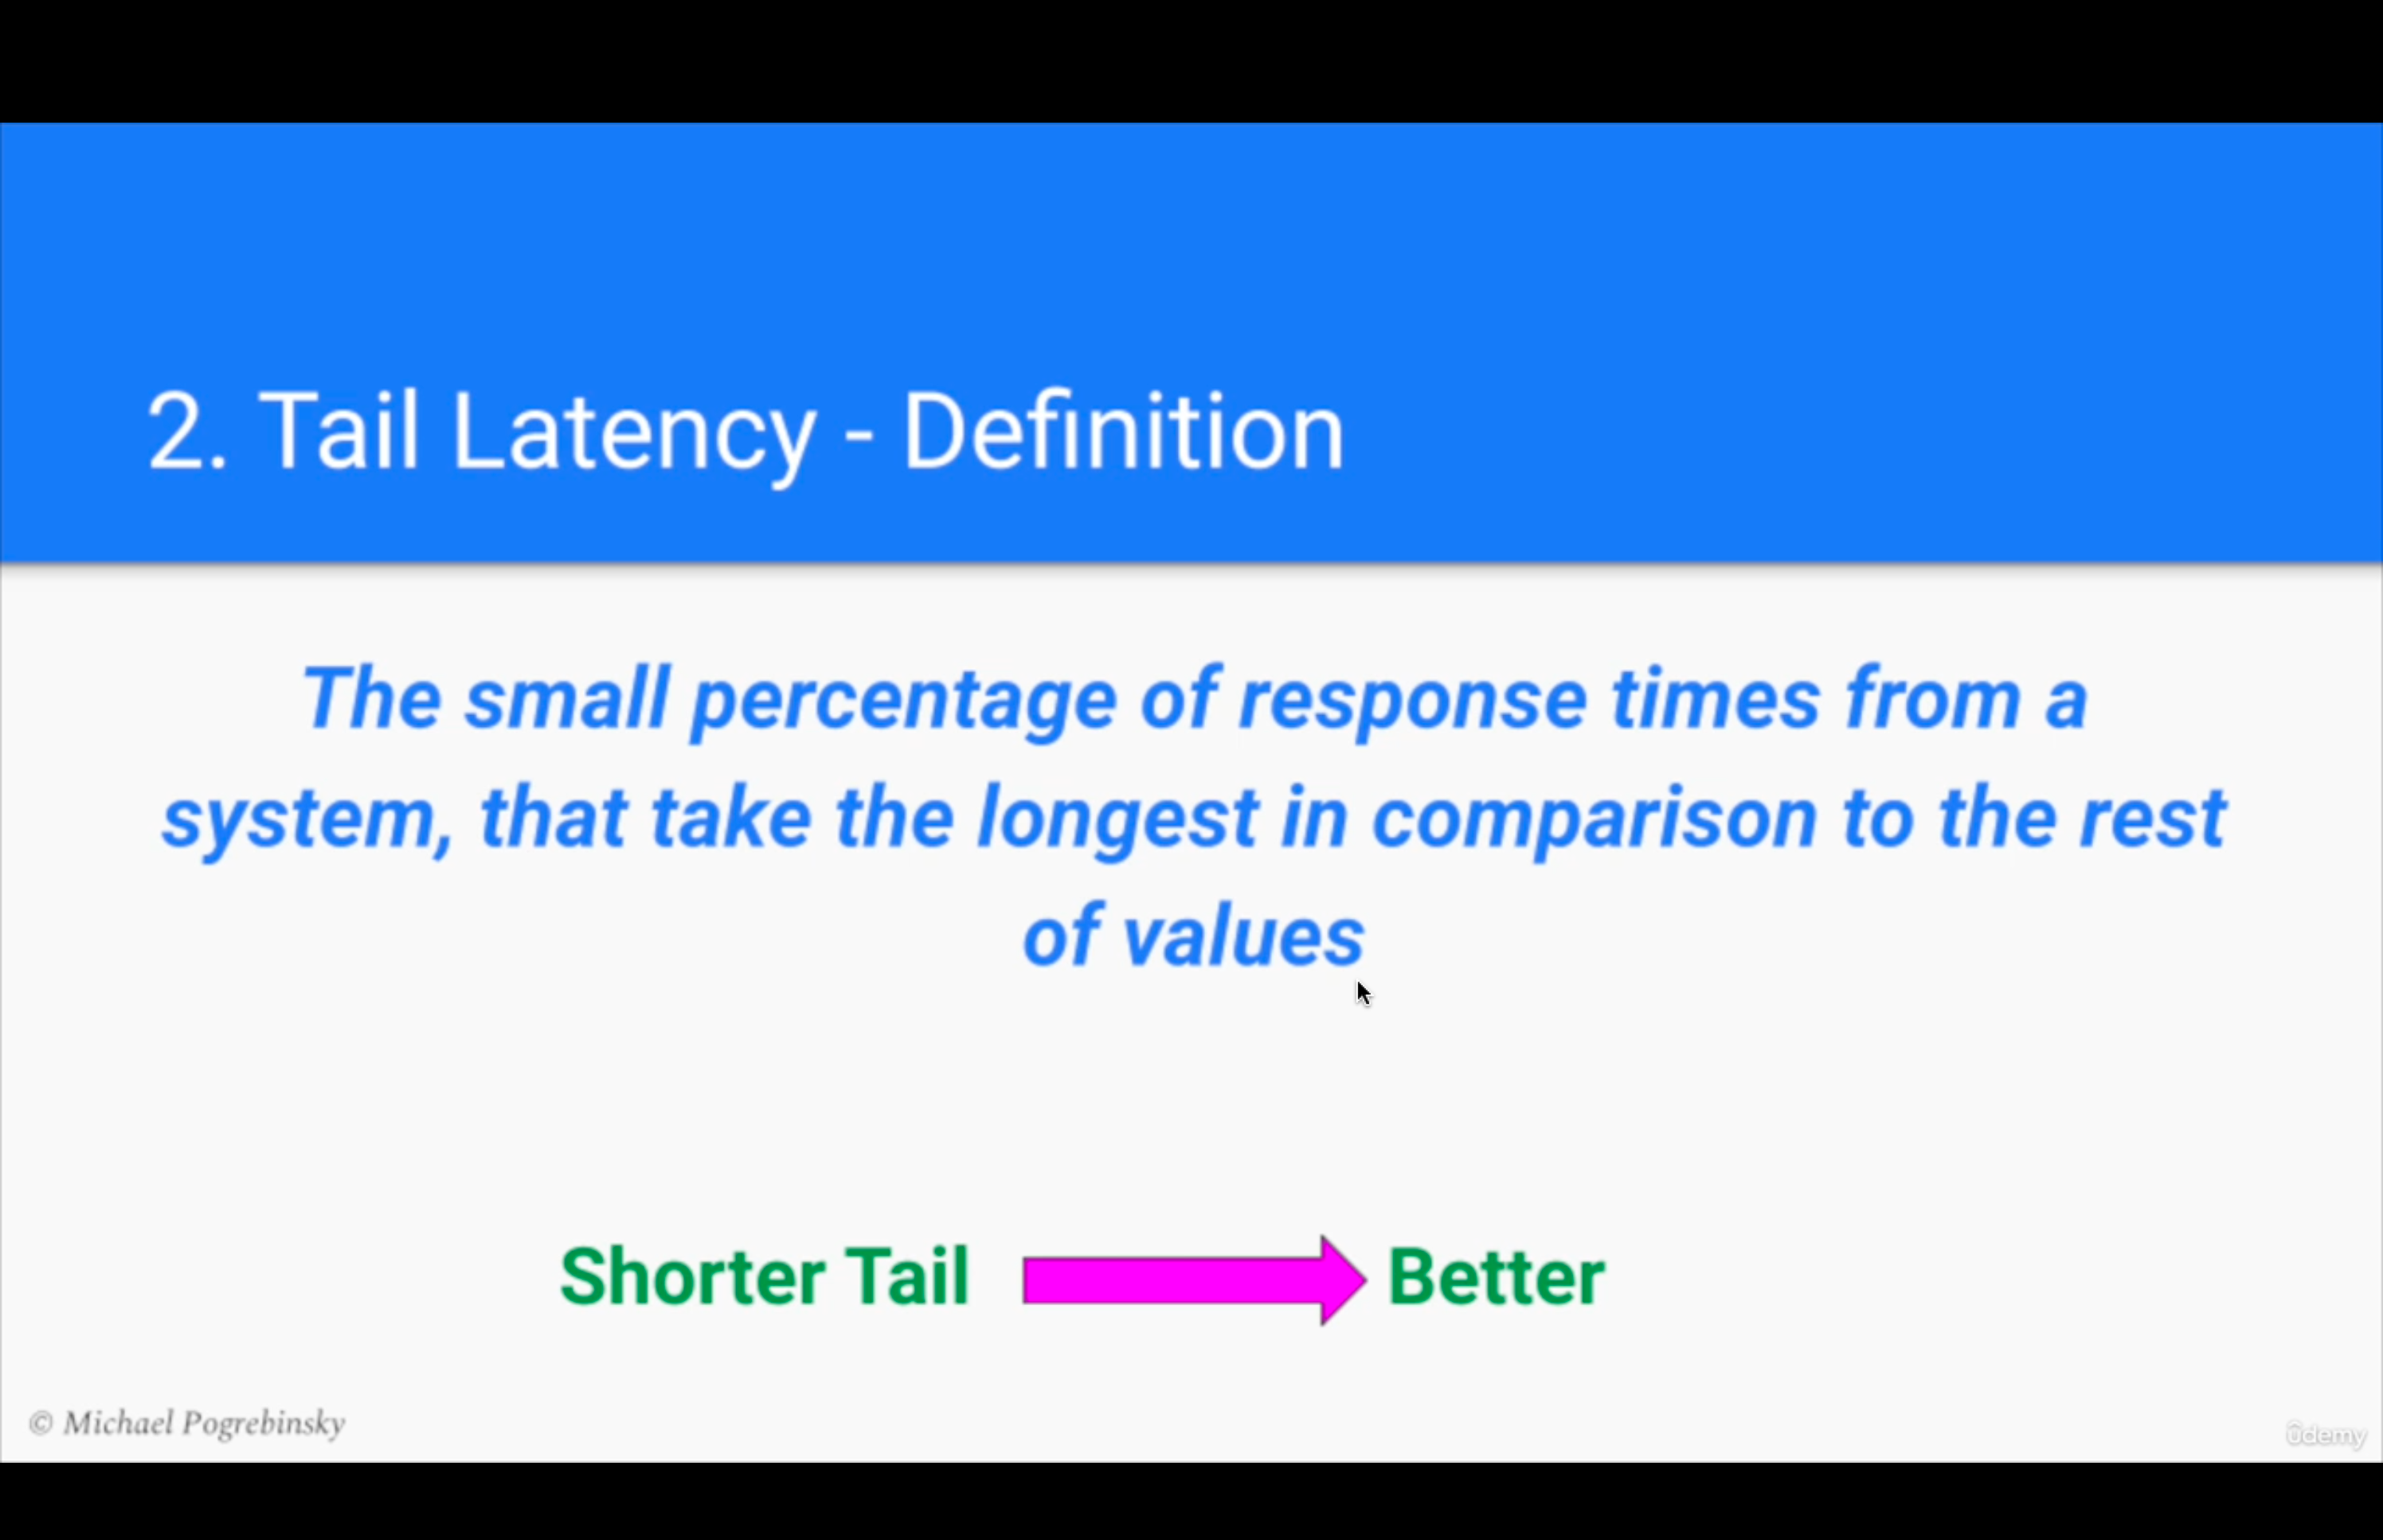 2. Tail Latency - Definition
The small percentage of response times from a
system, that take the longest in comparison to the rest
of values
Shorter Tail Better
© Michael Pogrebinsky
ûdemy